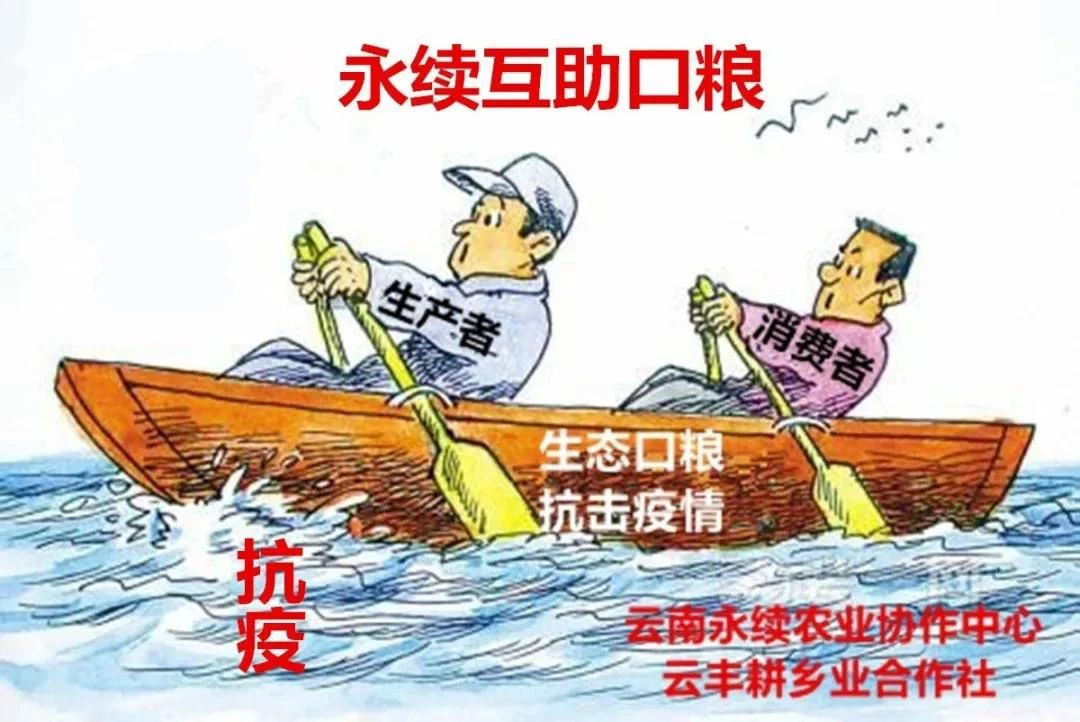 永续互助口粮
生产者
消费者
生态口粮
抗击疫情
抗疫
云南永续农业协作中心
云丰耕乡业合作社